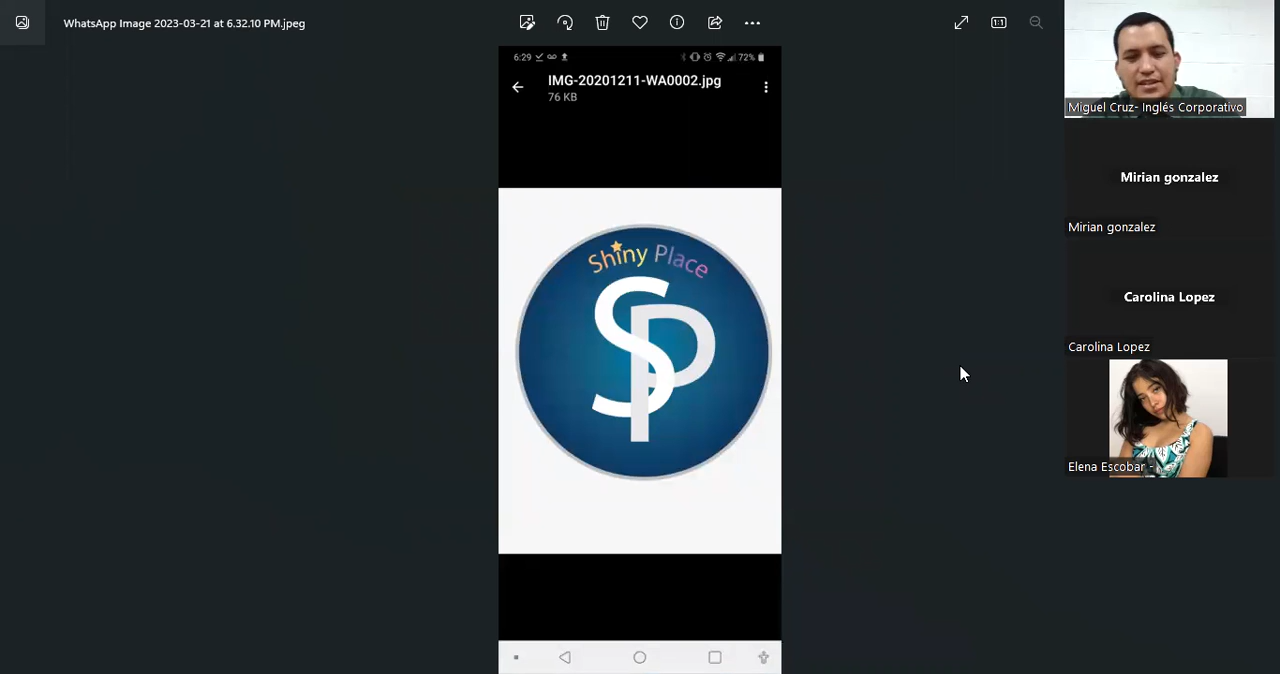 WhatsApp Image 2023-03-21 at 6.32.10 PM.jpeg
6:29
72%
IMG-20201211-WA0002.jpg
76 KB
Shiny Place
SP
Miguel Cruz- Inglés Corporativo
Mirian gonzalez
Mirian gonzalez
Carolina Lopez
Carolina Lopez
Elena Escobar -